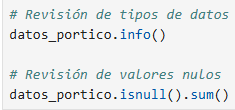 # Revisión de tipos de datos
datos_portico.info()
# Revisión de valores nulos
datos_portico.isnull().sum()